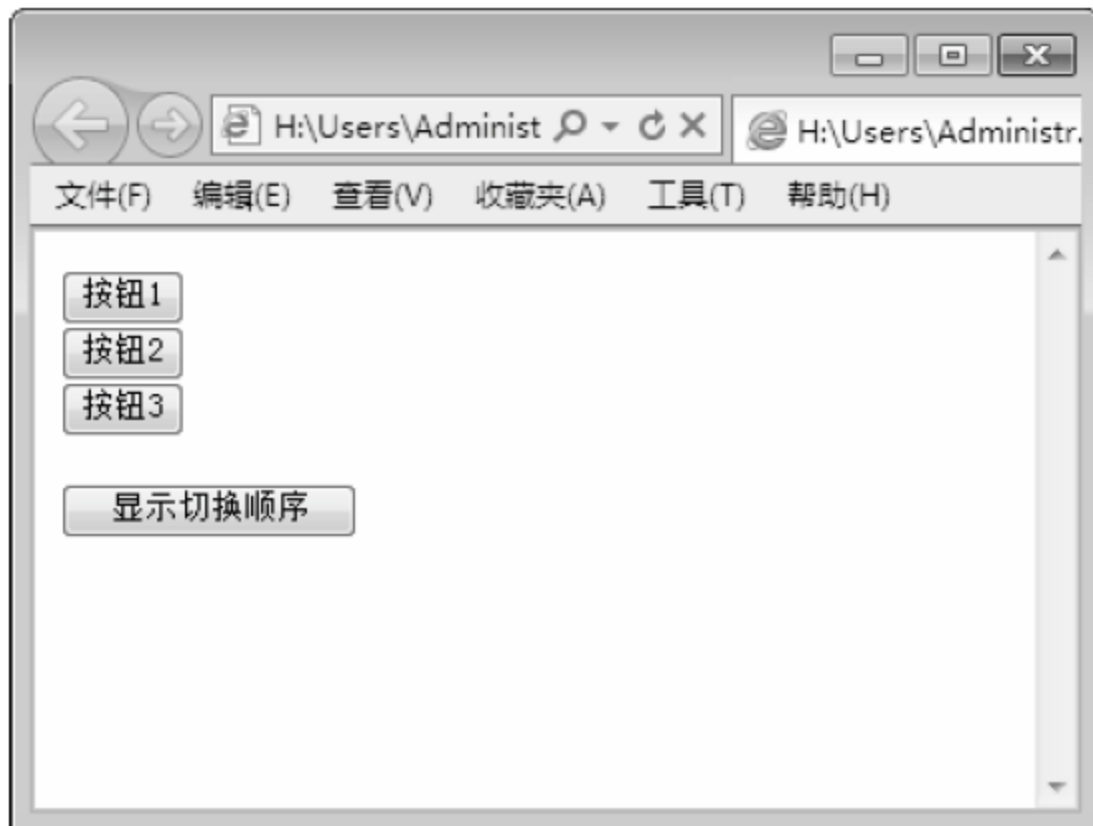 H:\Users\Administ
H:\Users\Administr.
文件(F) 编辑(E) 查看(V) 收藏夹(A) 工具(T) 帮助(H)
按钮1
按钮2
按钮3
显示切换顺序